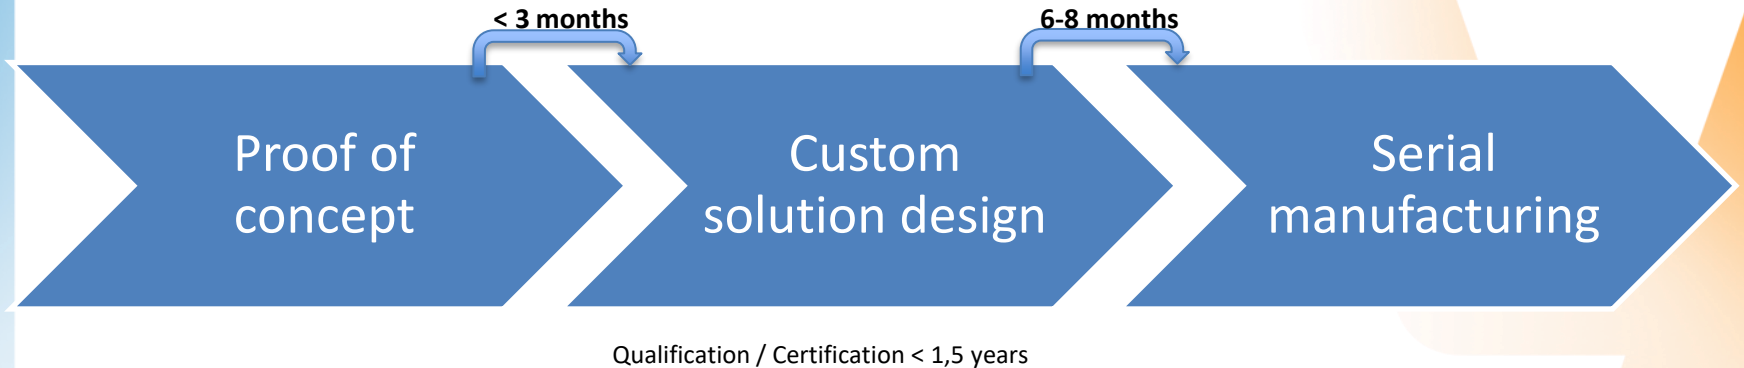 < 3 months
6-8 months
Proof of
concept
Custom
solution design
Serial
manufacturing
Qualification / Certification < 1,5 years